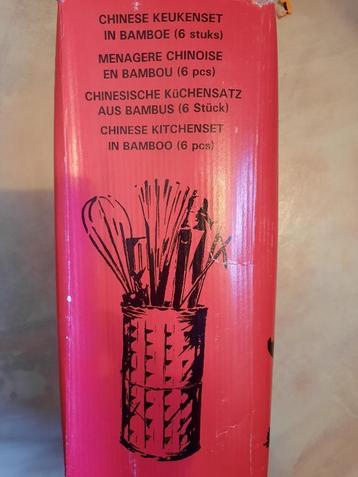 CHINESE KEUKENSET
IN BAMBOE (6 stuks)
MENAGERE CHINOISE
EN BAMBOU (6 pcs)
CHINESISCHE KüCHENSATZ
AUS BAMBUS (6 Stück)
CHINESE KITCHENSET
IN BAMBOO (6 pcs)